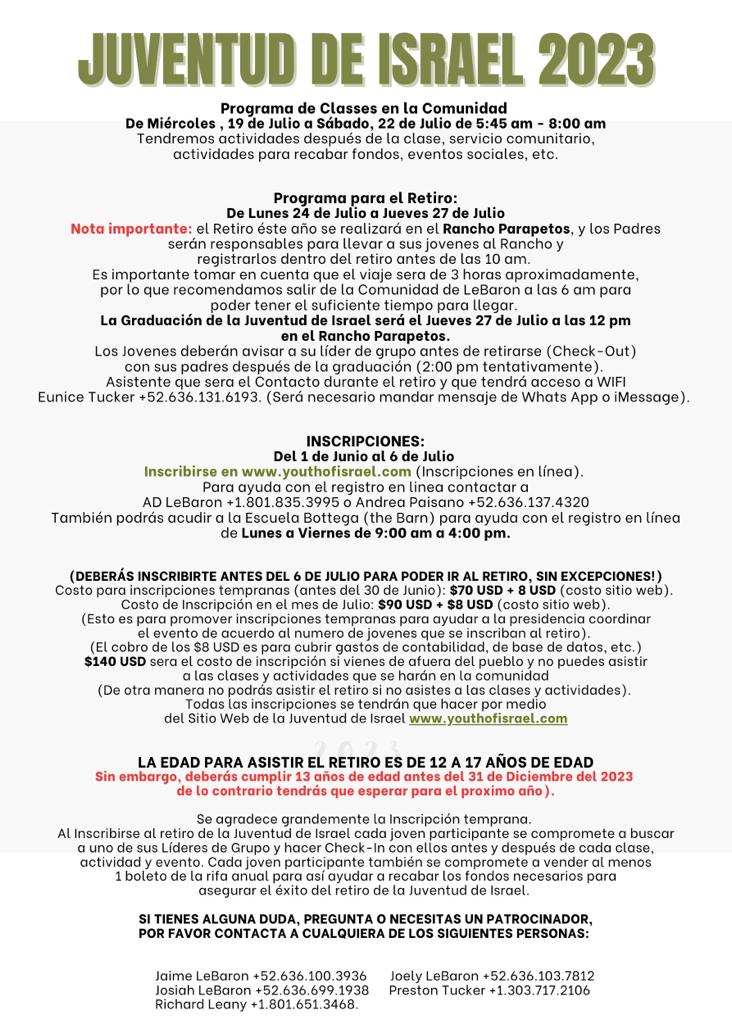 JUVENTUD DE ISRAEL 2023
Programa de Classes en la Comunidad
De Miércoles , 19 de Julio a Sábado, 22 de Julio de 5:45 am - 8:00 am
Tendremos actividades después de la clase, servicio comunitario,
actividades para recabar fondos, eventos sociales, etc.
Programa para el Retiro:
De Lunes 24 de Julio a Jueves 27 de Julio
Nota importante: el Retiro éste año se realizará en el Rancho Parapetos, y los Padres
serán responsables para llevar a sus jovenes al Rancho y
registrarlos dentro del retiro antes de las 10 am.
Es importante tomar en cuenta que el viaje sera de 3 horas aproximadamente,
por lo que recomendamos salir de la Comunidad de LeBaron a las 6 am para
poder tener el suficiente tiempo para llegar.
La Graduación de la Juventud de Israel será el Jueves 27 de Julio a las 12 pm
en el Rancho Parapetos.
Los Jovenes deberán avisar a su líder de grupo antes de retirarse (Check-Out)
con sus padres después de la graduación (2:00 pm tentativamente).
Asistente que sera el Contacto durante el retiro y que tendrá acceso a WIFI
Eunice Tucker +52.636.131.6193. (Será necesario mandar mensaje de Whats App o iMessage).
INSCRIPCIONES:
Del 1 de Junio al 6 de Julio
Inscribirse en www.youthofisrael.com (Inscripciones en línea).
Para ayuda con el registro en linea contactar a
AD LeBaron +1.801.835.3995 o Andrea Paisano +52.636.137.4320
También podrás acudir a la Escuela Bottega (the Barn) para ayuda con el registro en línea
de Lunes a Viernes de 9:00 am a 4:00 pm.
(DEBERÁS INSCRIBIRTE ANTES DEL 6 DE JULIO PARA PODER IR AL RETIRO, SIN EXCEPCIONES!)
Costo para inscripciones tempranas (antes del 30 de Junio): $70 USD + 8 USD (costo sitio web).
Costo de Inscripción en el mes de Julio: $90 USD + $8 USD (costo sitio web).
(Esto es para promover inscripciones tempranas para ayudar a la presidencia coordinar
el evento de acuerdo al numero de jovenes que se inscriban al retiro).
(El cobro de los $8 USD es para cubrir gastos de contabilidad, de base de datos, etc.)
$140 USD sera el costo de inscripción si vienes de afuera del pueblo y no puedes asistir
a las clases y actividades que se harán en la comunidad
(De otra manera no podrás asistir el retiro si no asistes a las clases y actividades).
Todas las inscripciones se tendrán que hacer por medio
del Sitio Web de la Juventud de Israel www.youthofisrael.com
2023
LA EDAD PARA ASISTIR EL RETIRO ES DE 12 A 17 AÑOS DE EDAD
Sin embargo, deberás cumplir 13 años de edad antes del 31 de Diciembre del 2023
de lo contrario tendrás que esperar para el proximo año).
Se agradece grandemente la Inscripción temprana.
Al Inscribirse al retiro de la Juventud de Israel cada joven participante se compromete a buscar
a uno de sus Líderes de Grupo y hacer Check-In con ellos antes y después de cada clase,
actividad y evento. Cada joven participante también se compromete a vender al menos
1 boleto de la rifa anual para así ayudar a recabar los fondos necesarios para
asegurar el éxito del retiro de la Juventud de Israel.
SI TIENES ALGUNA DUDA, PREGUNTA O NECESITAS UN PATROCINADOR,
POR FAVOR CONTACTA A CUALQUIERA DE LOS SIGUIENTES PERSONAS:
Jaime LeBaron +52.636.100.3936
Josiah LeBaron +52.636.699.1938
Richard Leany +1.801.651.3468.
Joely LeBaron +52.636.103.7812
Preston Tucker +1.303.717.2106